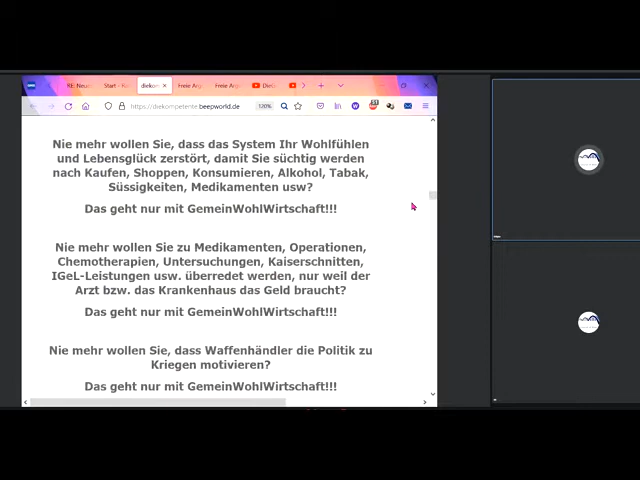 diekom
Freie Arg
Freie Arg
https://diekompetente.beepworld.de
120%
Nie mehr wollen Sie, dass das System Ihr Wohlfühlen
und Lebensglück zerstört, damit Sie süchtig werden
nach Kaufen, Shoppen, Konsumieren, Alkohol, Tabak,
Süssigkeiten, Medikamenten usw?
Das geht nur mit GemeinWohlWirtschaft!!!
Nie mehr wollen Sie zu Medikamenten, Operationen,
Chemotherapien, Untersuchungen, Kaiserschnitten,
IGeL-Leistungen usw. überredet werden, nur weil der
Arzt bzw. das Krankenhaus das Geld braucht?
Das geht nur mit GemeinWohlWirtschaft!!!
Nie mehr wollen Sie, dass Waffenhändler die Politik zu
Kriegen motivieren?
Das geht nur mit GemeinWohlWirtschaft!!!